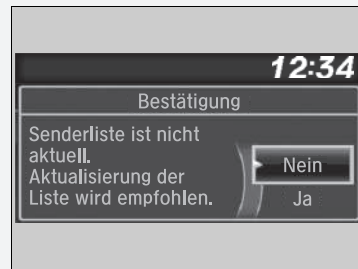 12:34
Bestätigung
Senderliste ist nicht
aktuell.
Aktualisierung der
Liste wird empfohlen.
Nein
Ja